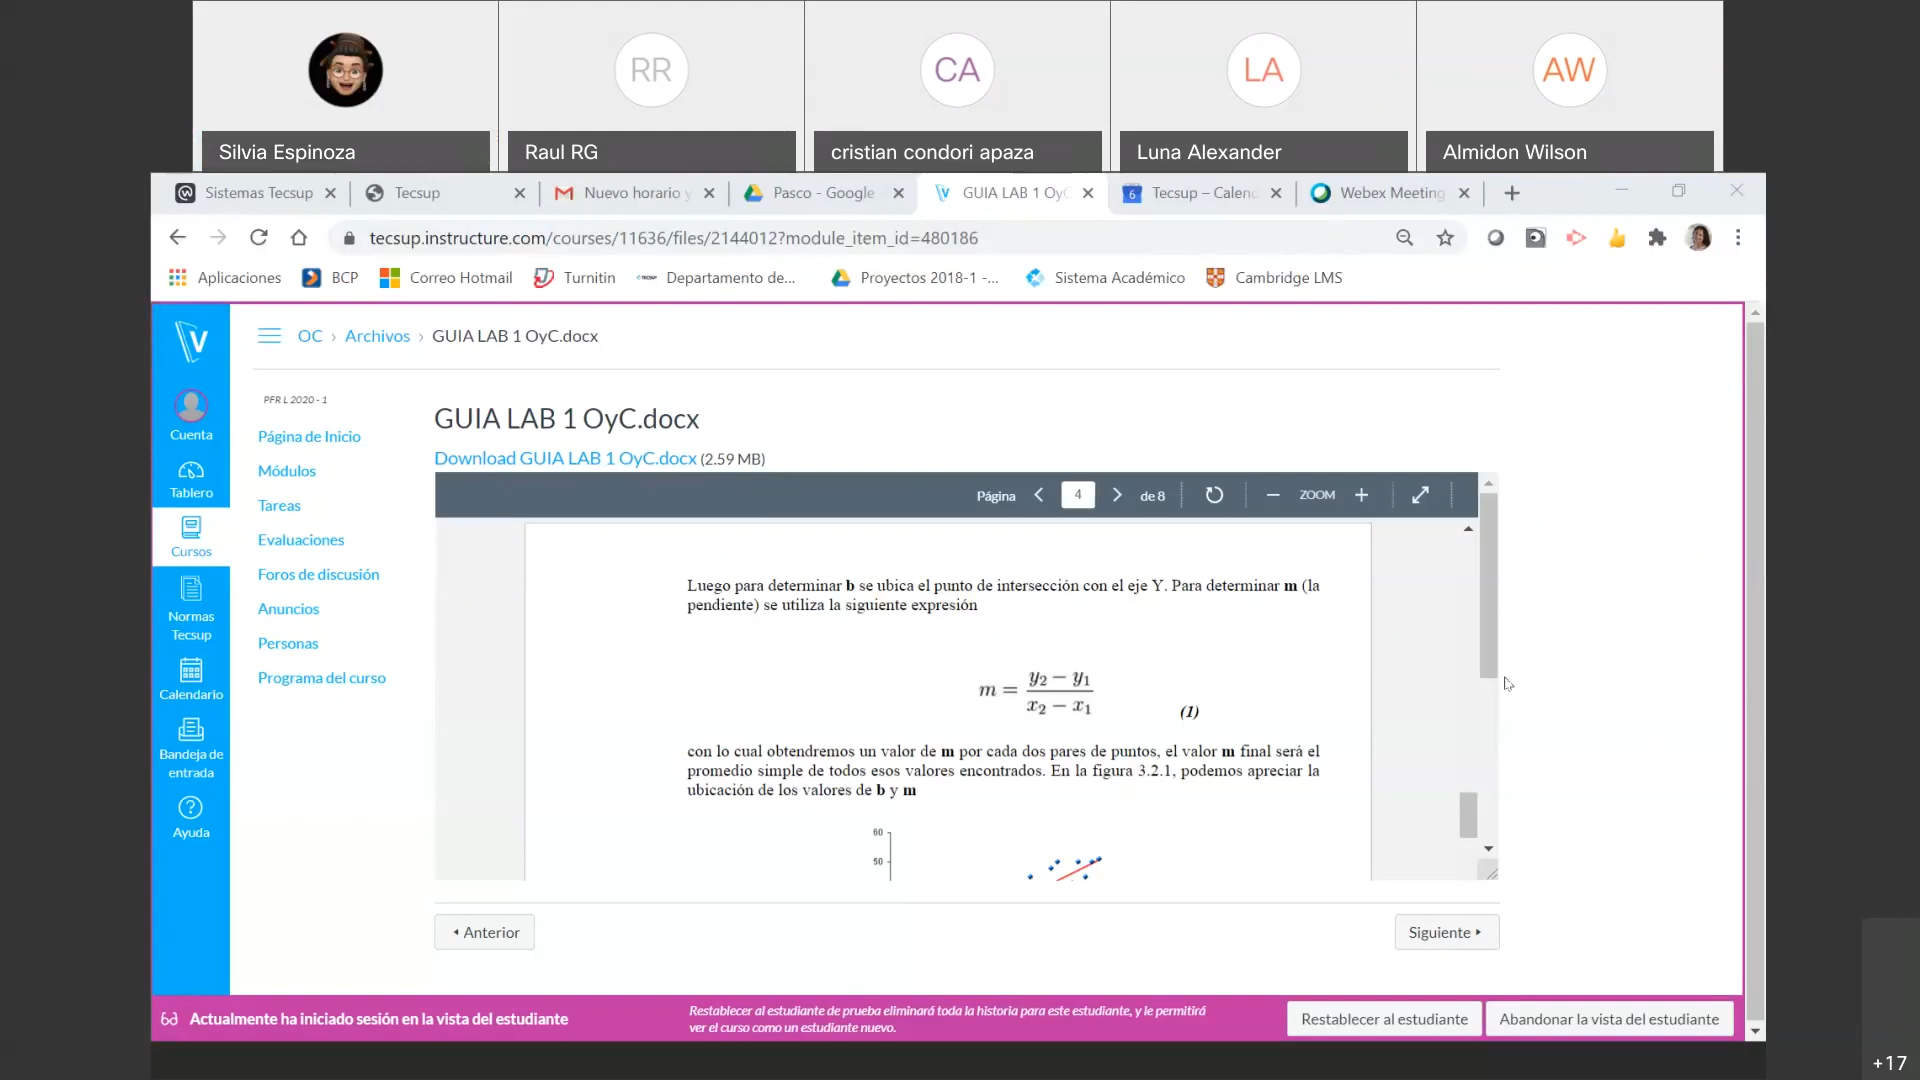 RR
CA
LA
AW
Silvia Espinoza
Raul RG
cristian condori apaza
Luna Alexander
Almidon Wilson
Sistemas Tecsup
Tecsup
Nuevo horario y
Pasco - Google
GUIA LAB 1 OyC
6
Tecsup – Calen
Webex Meeting
tecsup.instructure.com/courses/11636/files/2144012?module_item_id=480186
Aplicaciones
BCP
Correo Hotmail
Turnitin
Departamento de...
Proyectos 2018-1 -...
Sistema Académico
Cambridge LMS
OC › Archivos › GUIA LAB 1 OyC.docx
Cuenta
Tablero
Cursos
Normas
Tecsup
Calendario
Bandeja de
entrada
Ayuda
PFR L 2020 - 1
Página de Inicio
Módulos
Tareas
Evaluaciones
Foros de discusión
Anuncios
Personas
Programa del curso
GUIA LAB 1 OyC.docx
Download GUIA LAB 1 OyC.docx (2.59 MB)
Página 4 de 8 ZOOM
Luego para determinar b se ubica el punto de intersección con el eje Y. Para determinar m (la
pendiente) se utiliza la siguiente expresión
m = (y₂ − y₁)/(x₂ − x₁) (1)
con lo cual obtendremos un valor de m por cada dos pares de puntos, el valor m final será el
promedio simple de todos esos valores encontrados. En la figura 3.2.1, podemos apreciar la
ubicación de los valores de b y m
60
50
Anterior
Siguiente
Actualmente ha iniciado sesión en la vista del estudiante
Restablecer al estudiante de prueba eliminará toda la historia para este estudiante, y le permitirá
ver el curso como un estudiante nuevo.
Restablecer al estudiante
Abandonar la vista del estudiante
+17